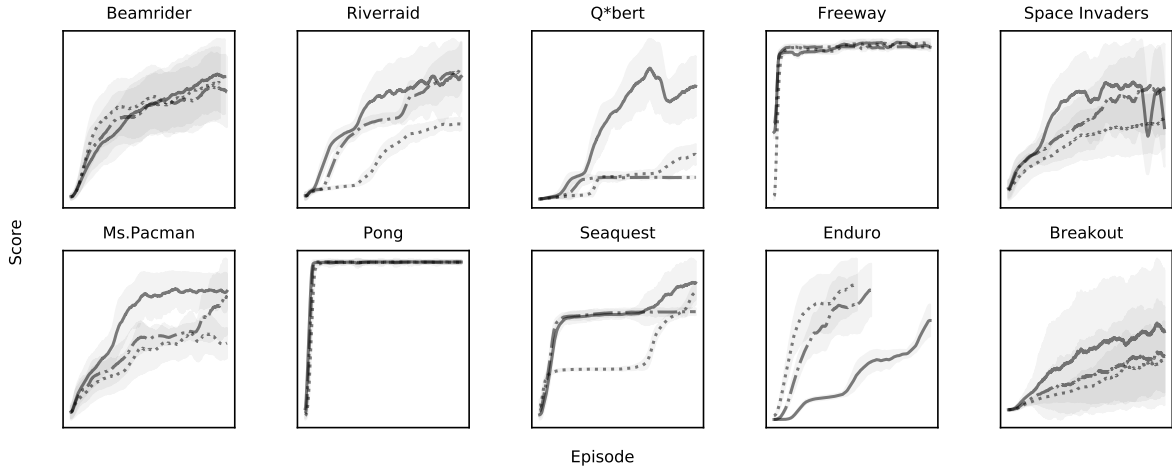 Beamrider
Riverraid
Q*bert
Freeway
Space Invaders
Score
Ms.Pacman
Pong
Seaquest
Enduro
Breakout
Episode